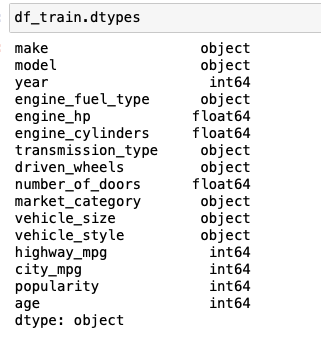 df_train.dtypes
make object
model object
year int64
engine_fuel_type object
engine_hp float64
engine_cylinders float64
transmission_type object
driven_wheels object
number_of_doors float64
market_category object
vehicle_size object
vehicle_style object
highway_mpg int64
city_mpg int64
popularity int64
age int64
dtype: object